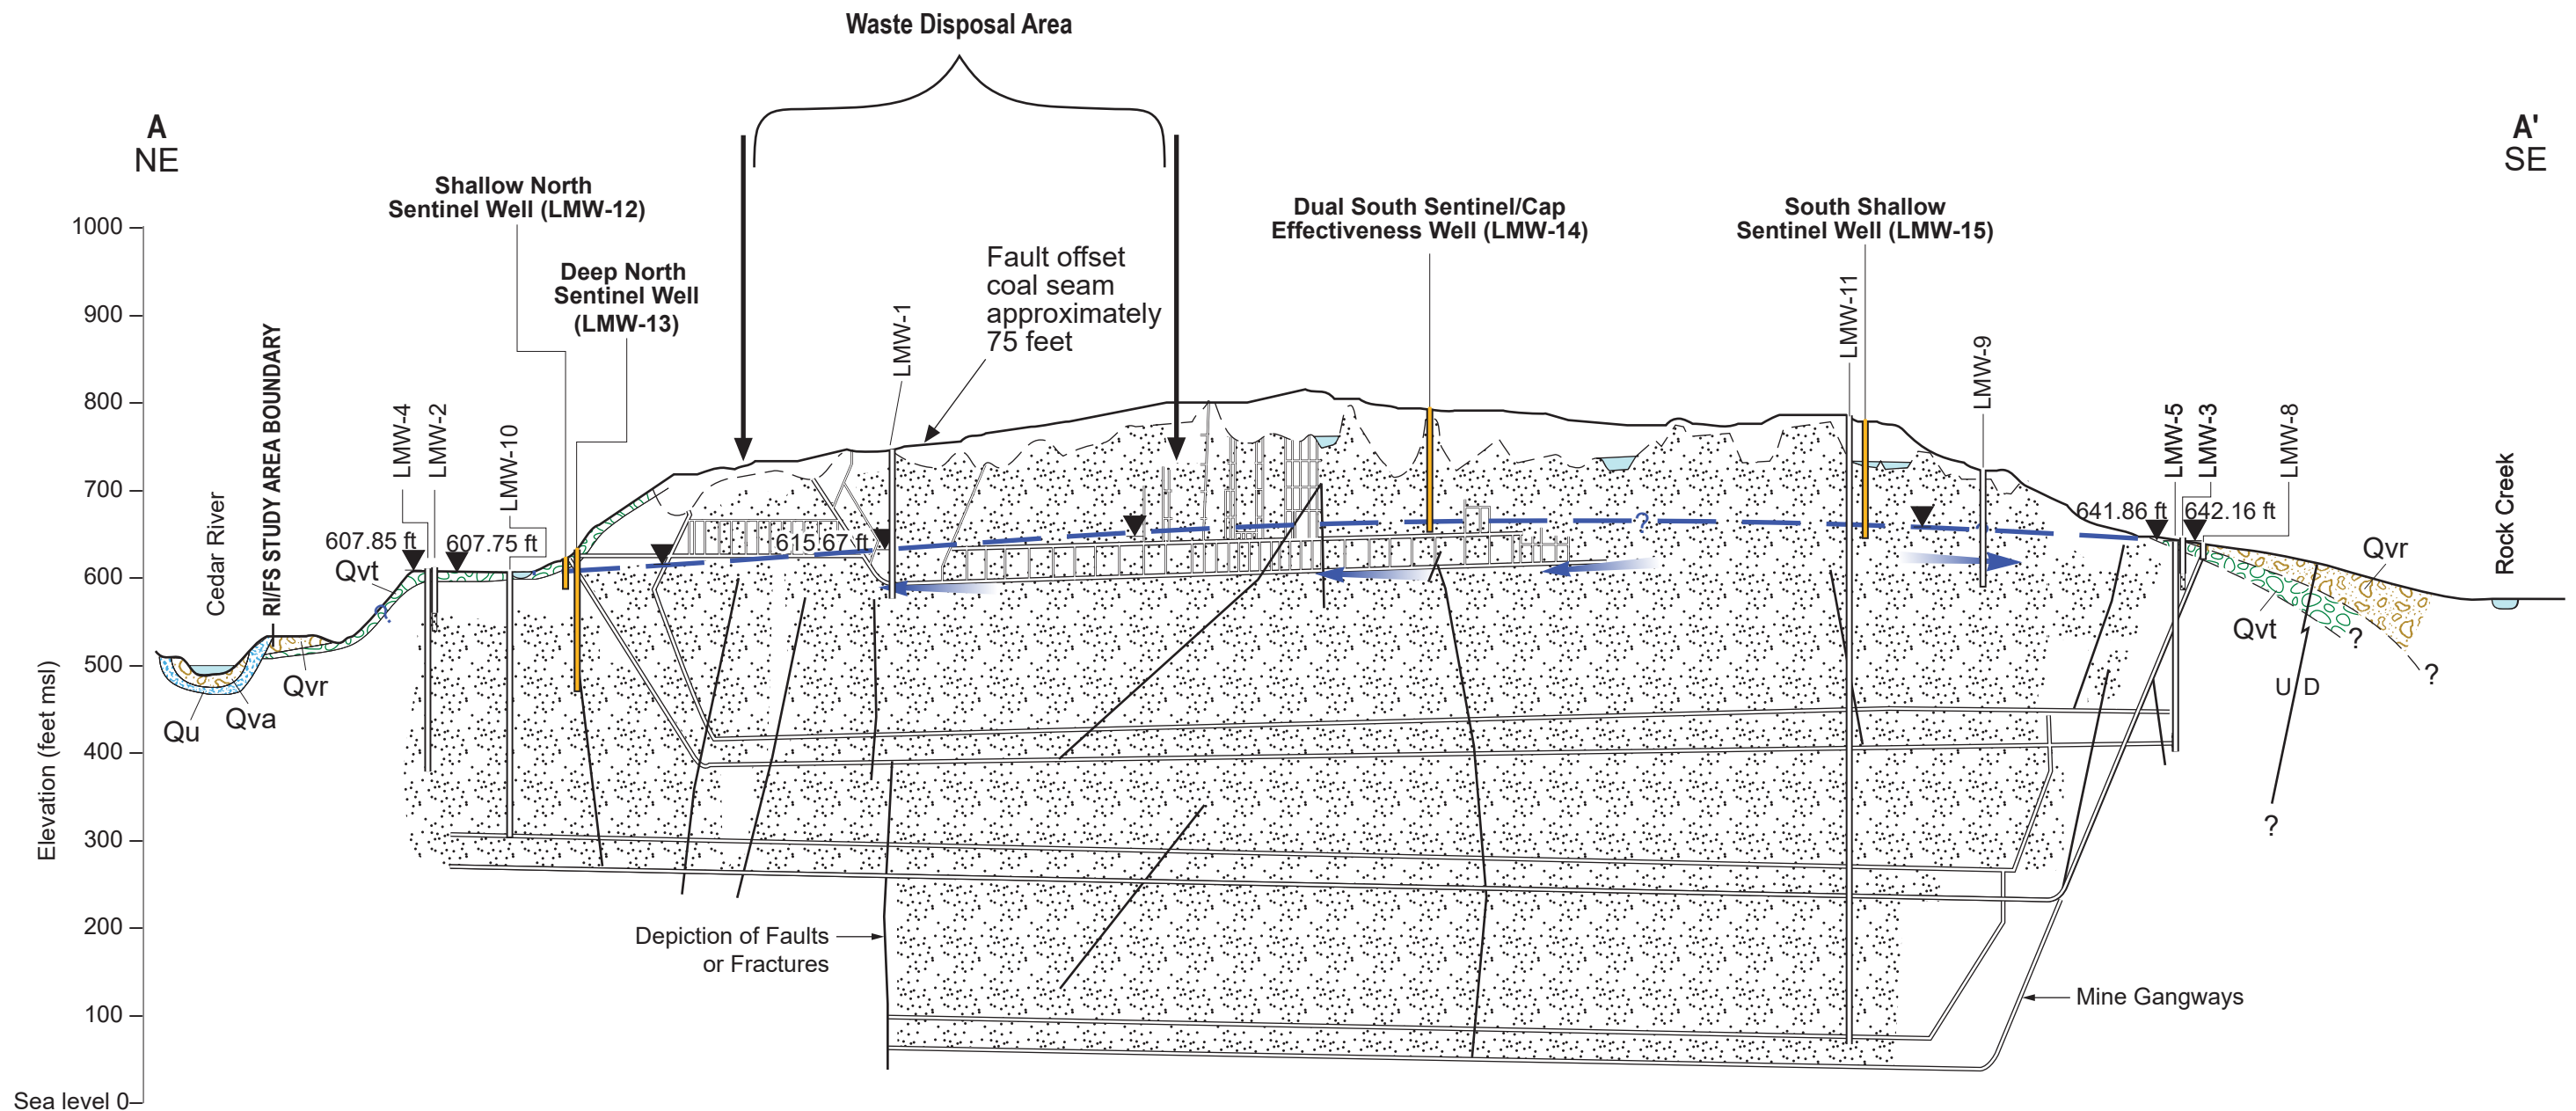 Waste Disposal Area
A
NE
A'
SE
Shallow North
Sentinel Well (LMW-12)
Deep North
Sentinel Well
(LMW-13)
Fault offset
coal seam
approximately
75 feet
Dual South Sentinel/Cap
Effectiveness Well (LMW-14)
South Shallow
Sentinel Well (LMW-15)
1000
900
800
700
600
500
400
300
200
100
Sea level 0
Elevation (feet msl)
Cedar River
RI/FS STUDY AREA BOUNDARY
LMW-4
LMW-2
LMW-10
LMW-1
LMW-11
LMW-9
LMW-5
LMW-3
LMW-8
Rock Creek
607.85 ft
607.75 ft
615.67 ft
641.86 ft
642.16 ft
?
Qvt
Qvr
Qva
Qu
Qvr
Qvt
?
?
U
D
?
Depiction of Faults
or Fractures
Mine Gangways